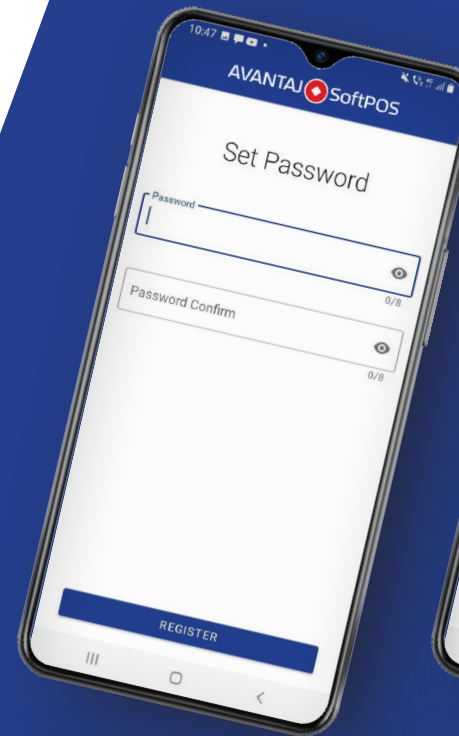 10:47
AVANTAJ SoftPOS
Set Password
Password
0/8
Password Confirm
0/8
REGISTER